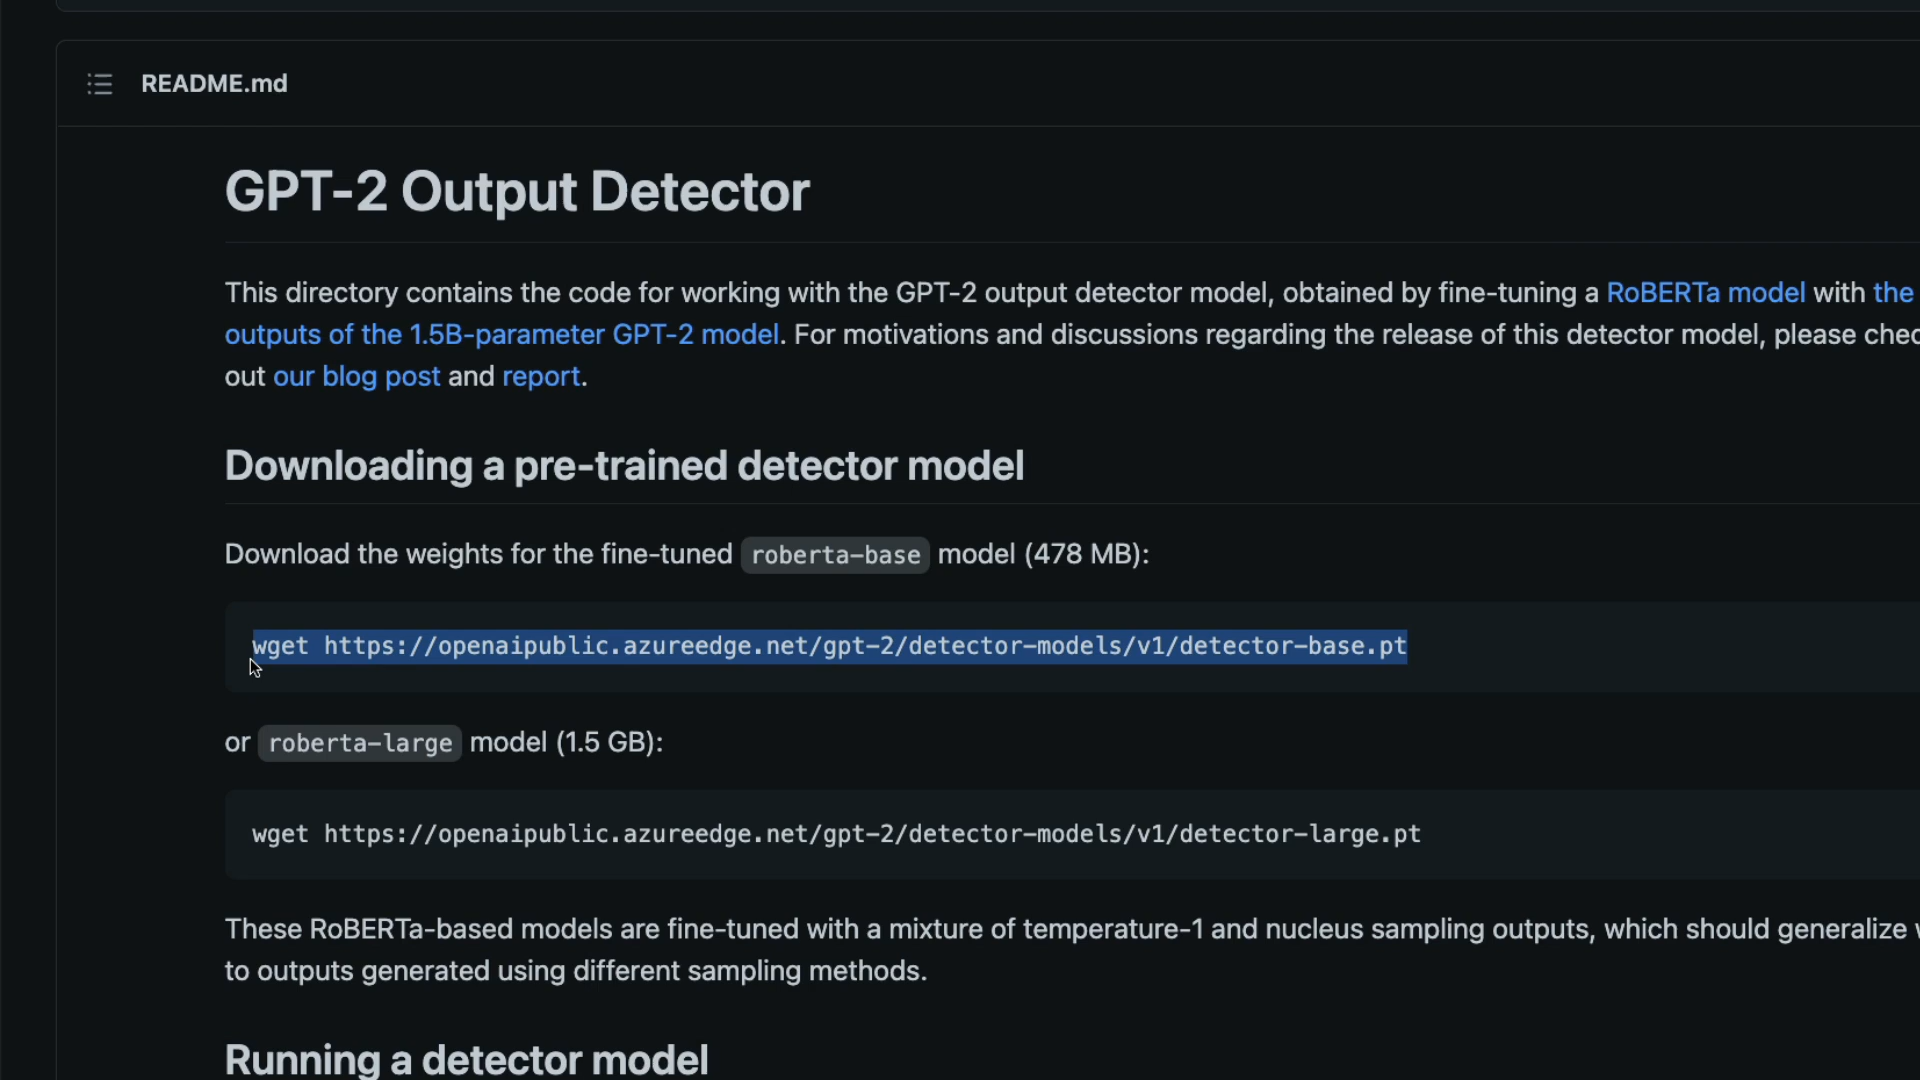 README.md
GPT-2 Output Detector
This directory contains the code for working with the GPT-2 output detector model, obtained by fine-tuning a RoBERTa model with the
outputs of the 1.5B-parameter GPT-2 model. For motivations and discussions regarding the release of this detector model, please
out our blog post and report.
Downloading a pre-trained detector model
Download the weights for the fine-tuned roberta-base model (478 MB):
wget https://openaipublic.azureedge.net/gpt-2/detector-models/v1/detector-base.pt
or roberta-large model (1.5 GB):
wget https://openaipublic.azureedge.net/gpt-2/detector-models/v1/detector-large.pt
These RoBERTa-based models are fine-tuned with a mixture of temperature-1 and nucleus sampling outputs, which should generalize
to outputs generated using different sampling methods.
Running a detector model